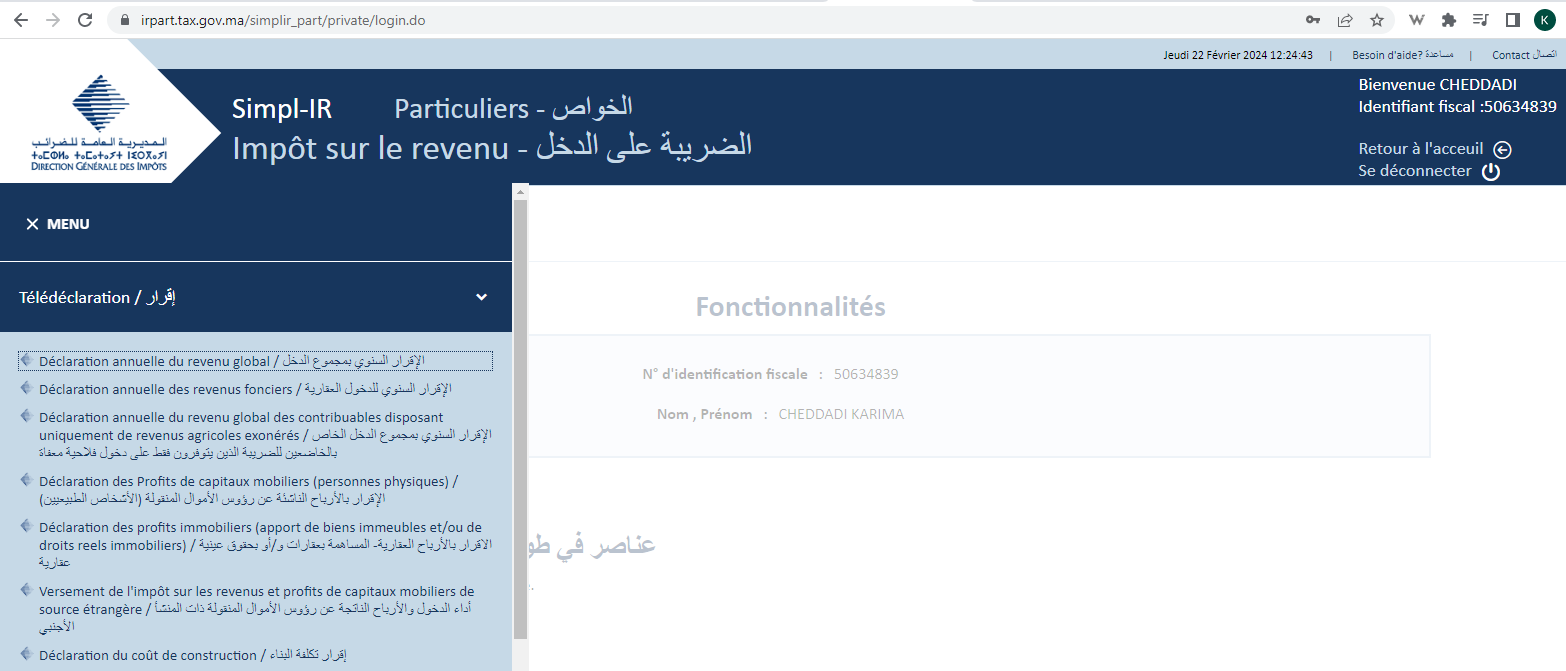 irpart.tax.gov.ma/simplir_part/private/login.do
K
Jeudi 22 Février 2024 12:24:43 | Besoin d'aide? مساعدة | Contact اتصال
Bienvenue CHEDDADI
Identifiant fiscal :50634839
Retour à l'acceuil
Se déconnecter
المديرية العامة للضرائب
ⵜⴰⵎⵀⵍⴰ ⵜⴰⵎⴰⵜⴰⵢⵜ ⵏⵉⵔⴰⵢⵏ
DIRECTION GÉNÉRALE DES IMPÔTS
Simpl-IR Particuliers - الخواص
Impôt sur le revenu - الضريبة على الدخل
MENU
Télédéclaration / إقرار
Déclaration annuelle du revenu global / الإقرار السنوي بمجموع الدخل
Déclaration annuelle des revenus fonciers / الإقرار السنوي للدخول العقارية
Déclaration annuelle du revenu global des contribuables disposant
uniquement de revenus agricoles exonérés / الإقرار السنوي بمجموع الدخل الخاص
بالخاضعين للضريبة الذين يتوفرون فقط على دخول فلاحية معفاة
Déclaration des Profits de capitaux mobiliers (personnes physiques) /
الإقرار بالأرباح الناشئة عن رؤوس الأموال المنقولة (الأشخاص الطبيعيين)
Déclaration des profits immobiliers (apport de biens immeubles et/ou de
droits reels immobiliers) / الاقرار بالأرباح العقارية- المساهمة بعقارات و/أو بحقوق عينية
عقارية
Versement de l'impôt sur les revenus et profits de capitaux mobiliers de
source étrangère / أداء الدخول والأرباح الناتجة عن رؤوس الأموال المنقولة ذات المنشأ
الأجنبي
Déclaration du coût de construction / إقرار تكلفة البناء
Fonctionnalités
N° d'identification fiscale : 50634839
Nom , Prénom : CHEDDADI KARIMA
عناصر في